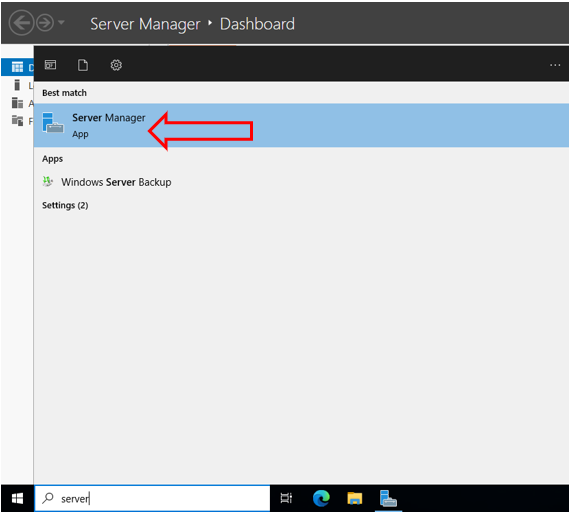 Server Manager ‣ Dashboard
D
L
A
F
...
Best match
Server Manager
App
Apps
Windows Server Backup
Settings (2)
server